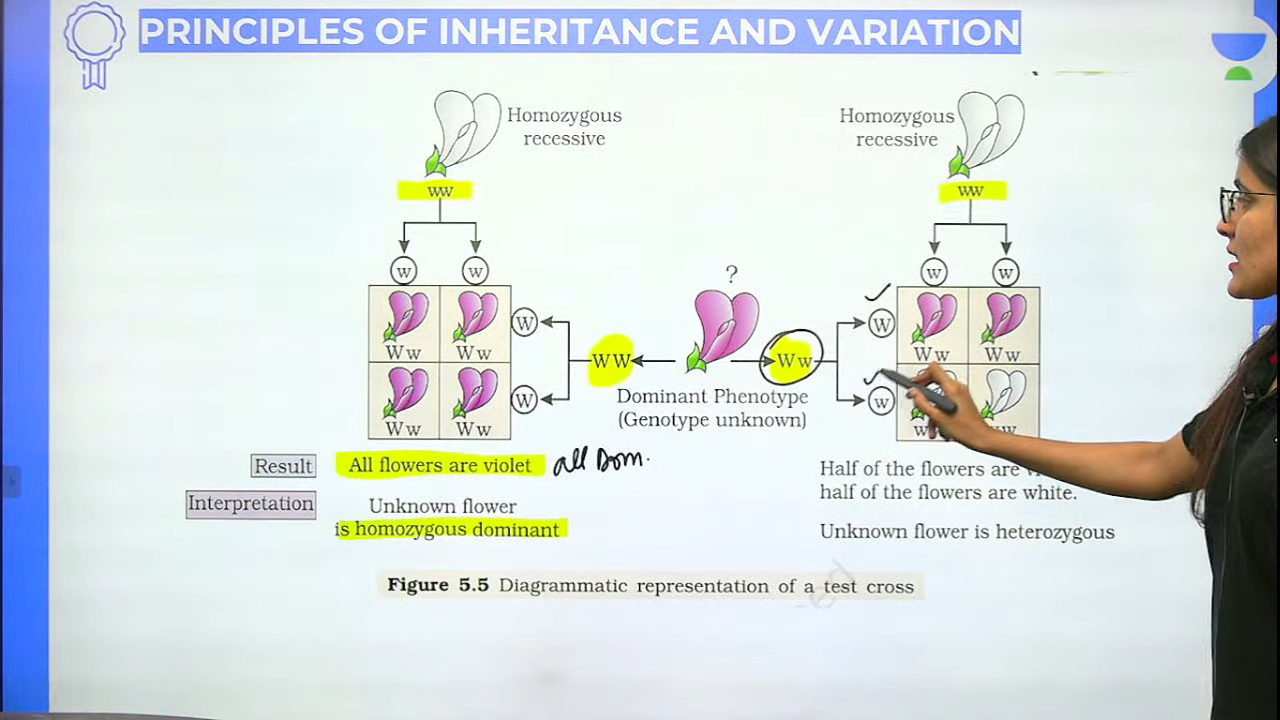 PRINCIPLES OF INHERITANCE AND VARIATION
Homozygous
recessive
Homozygous
recessive
ww
ww
w w
w w
?
Ww Ww
W
W
Ww Ww
WW
Ww
Ww Ww
W
w
Dominant Phenotype
(Genotype unknown)
Result
All flowers are violet
all Dom.
Half of the flowers are
half of the flowers are white.
Interpretation
Unknown flower
is homozygous dominant
Unknown flower is heterozygous
Figure 5.5 Diagrammatic representation of a test cross